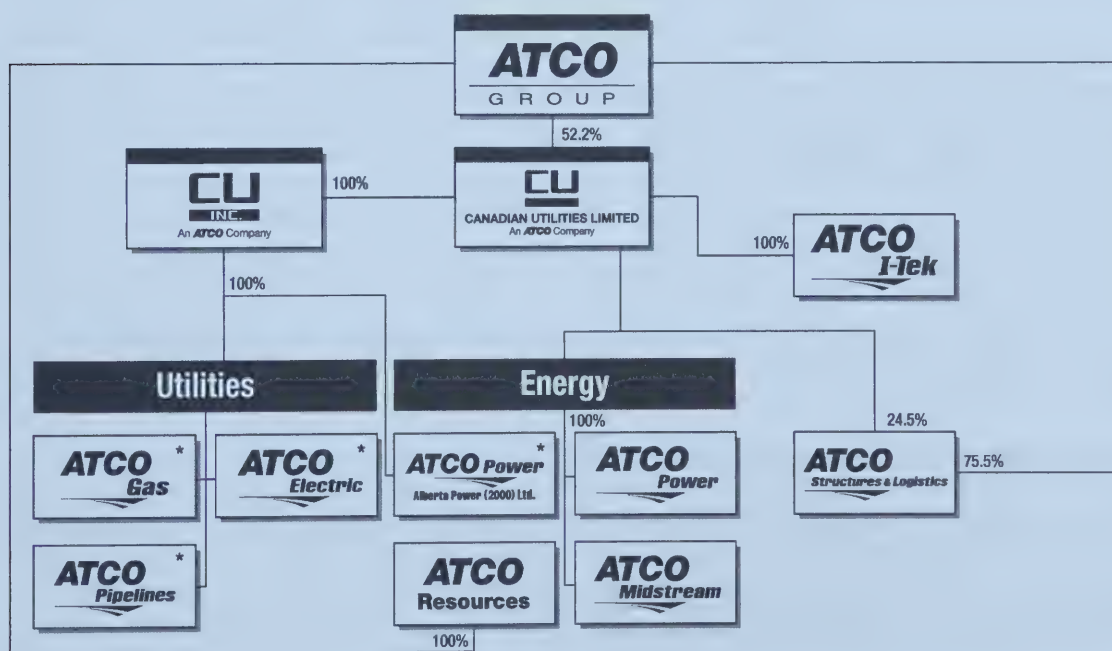 ATCO
GROUP
52.2%
CU
INC.
An ATCO Company
100%
CU
CANADIAN UTILITIES LIMITED
An ATCO Company
100%
ATCO
I-Tek
100%
Utilities
Energy
100%
24.5%
ATCO *
Gas
ATCO *
Electric
ATCO Power *
Alberta Power (2000) Ltd.
ATCO
Power
ATCO
Structures & Logistics
75.5%
ATCO *
Pipelines
ATCO
Resources
ATCO
Midstream
100%